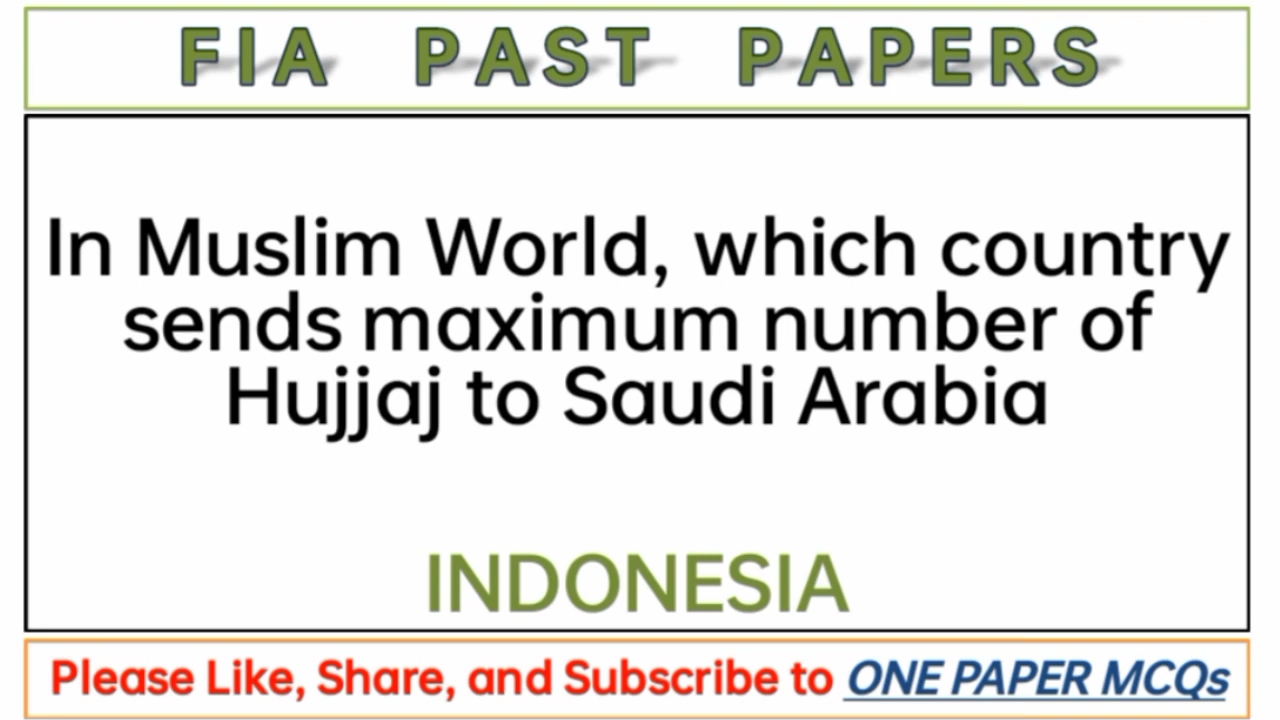 FIA PAST PAPERS
In Muslim World, which country
sends maximum number of
Hujjaj to Saudi Arabia
INDONESIA
Please Like, Share, and Subscribe to ONE PAPER MCQs